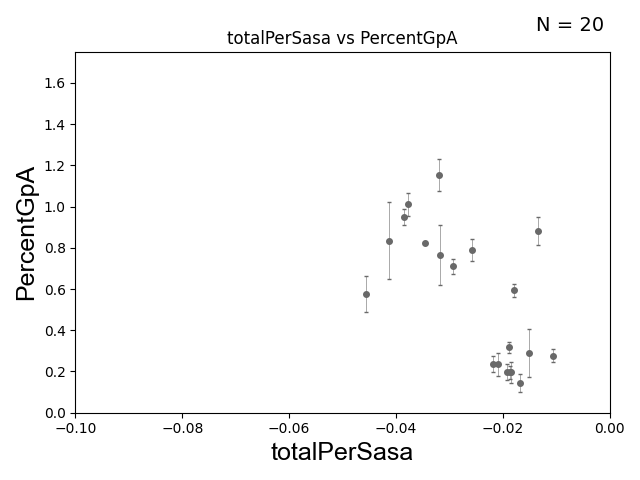 N = 20
totalPerSasa vs PercentGpA
PercentGpA
1.6
1.4
1.2
1.0
0.8
0.6
0.4
0.2
0.0
−0.10 −0.08 −0.06 −0.04 −0.02 0.00
totalPerSasa